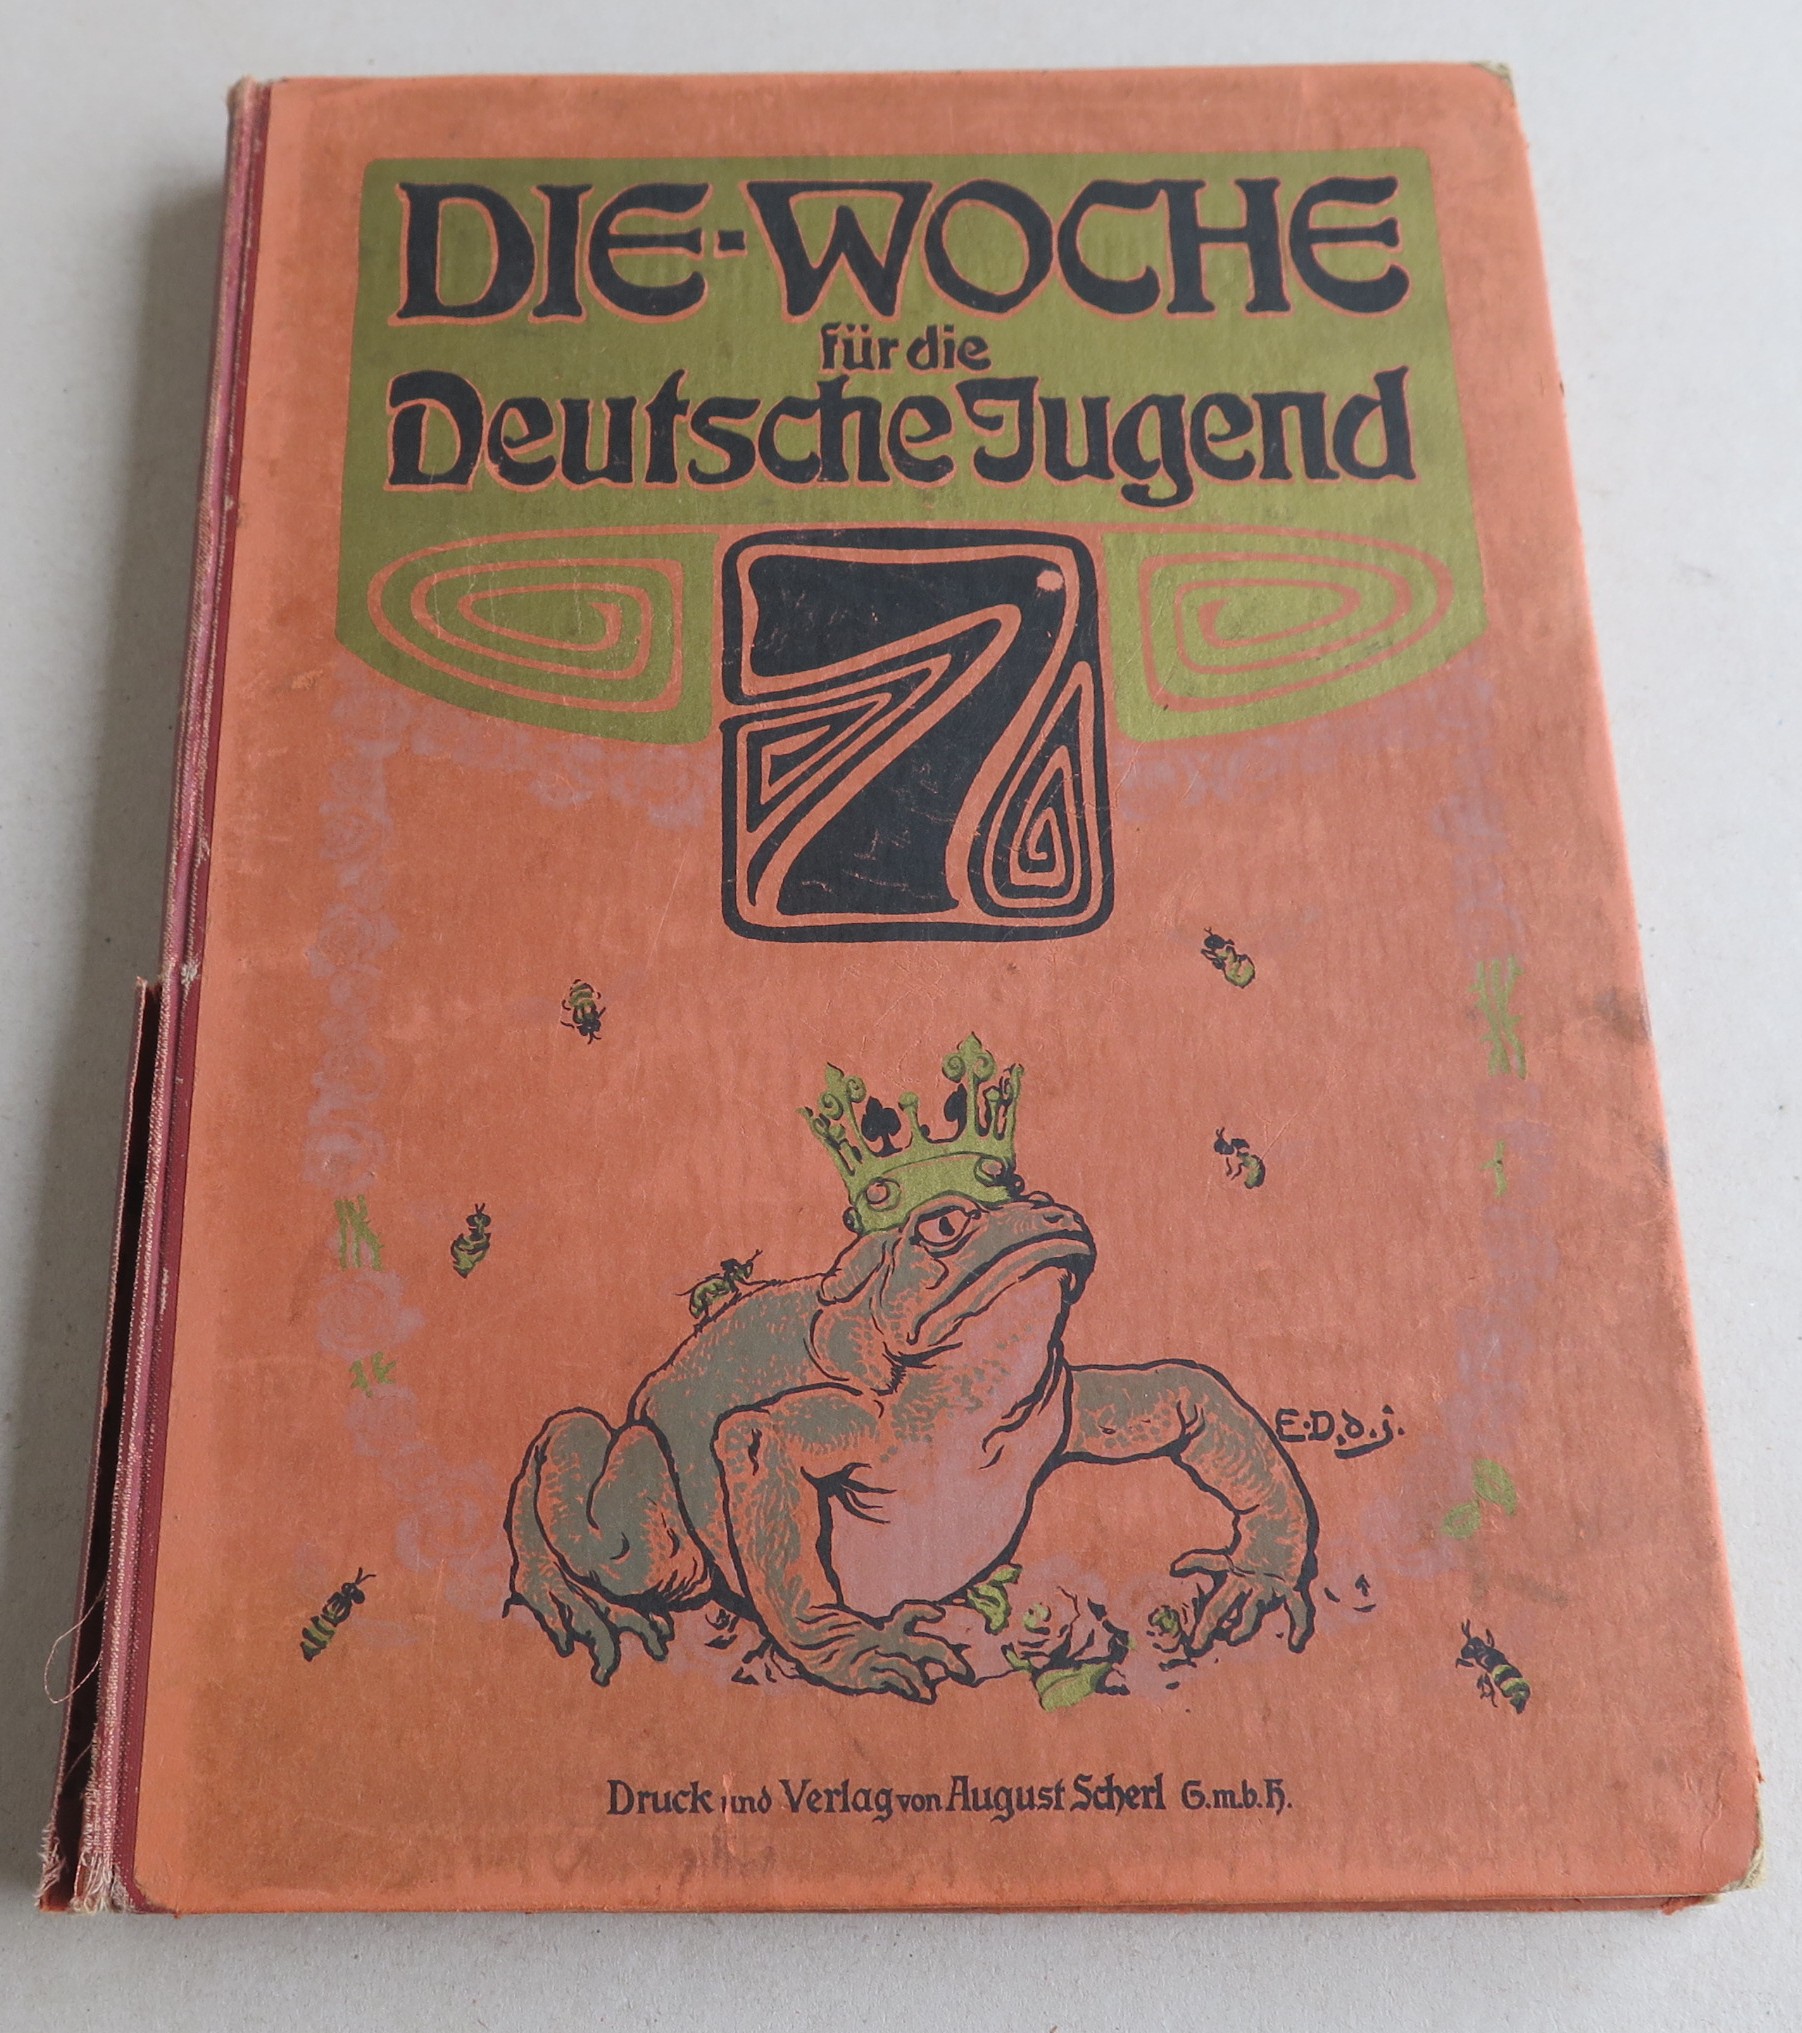 DIE-WOCHE
für die
Deutsche Jugend
7
E.D.d.j.
Druck und Verlag von August Scherl G.m.b.H.